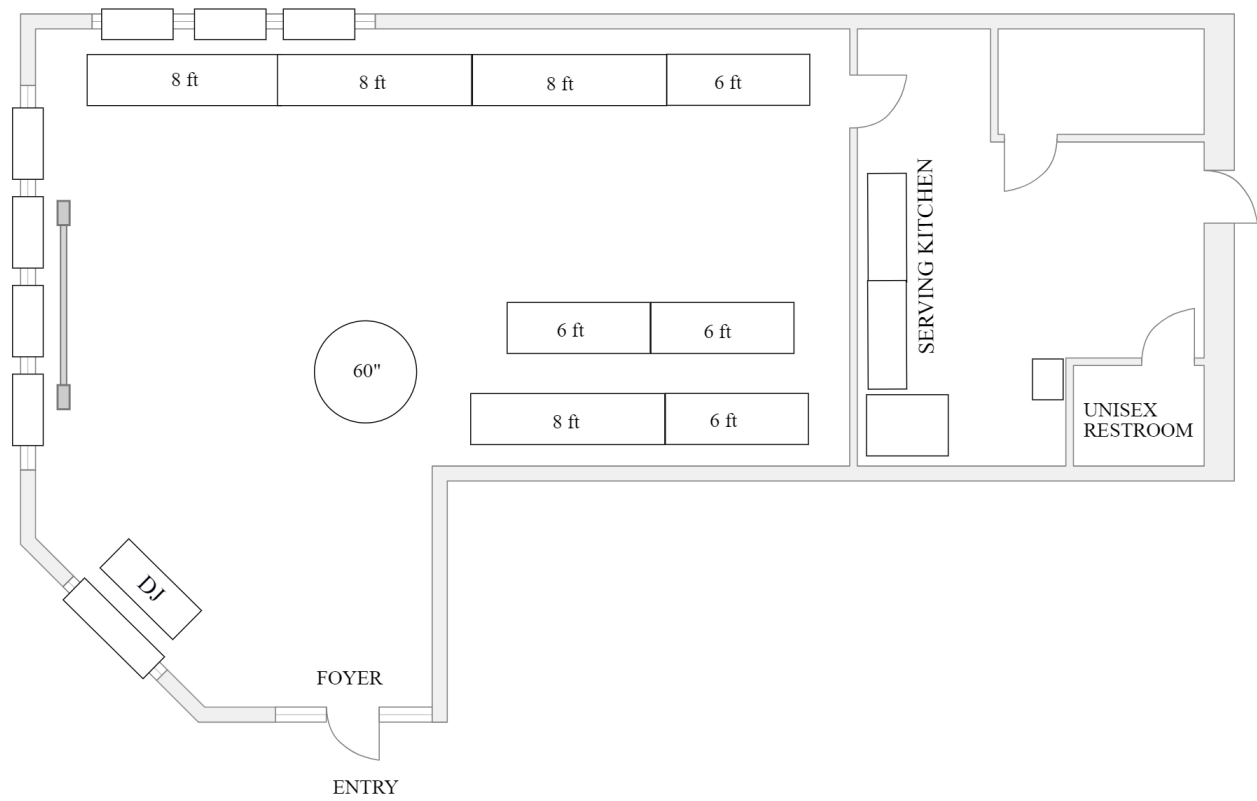 8 ft
8 ft
8 ft
6 ft
SERVING KITCHEN
6 ft
6 ft
60"
8 ft
6 ft
UNISEX
RESTROOM
DJ
FOYER
ENTRY